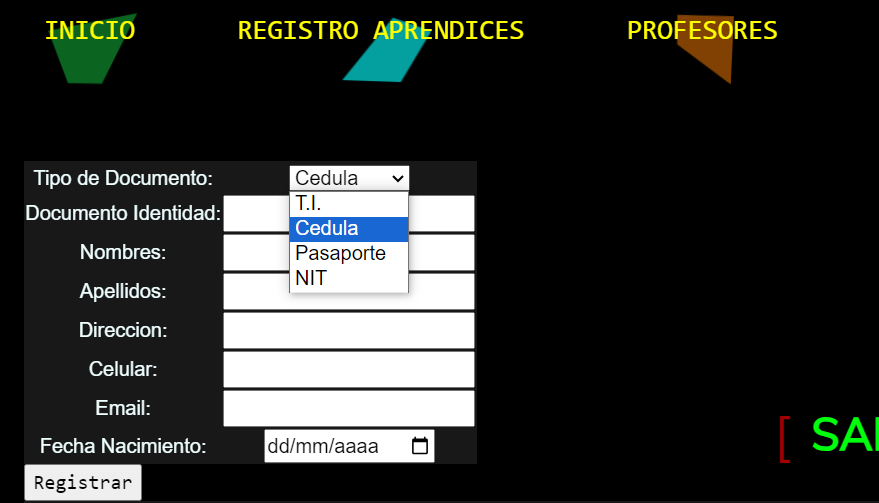 INICIO REGISTRO APRENDICES PROFESORES
Tipo de Documento: Cedula
T.I.
Documento Identidad:
Cedula
Nombres: Pasaporte
NIT
Apellidos:
Direccion:
Celular:
Email:
[
Fecha Nacimiento: dd/mm/aaaa
Registrar